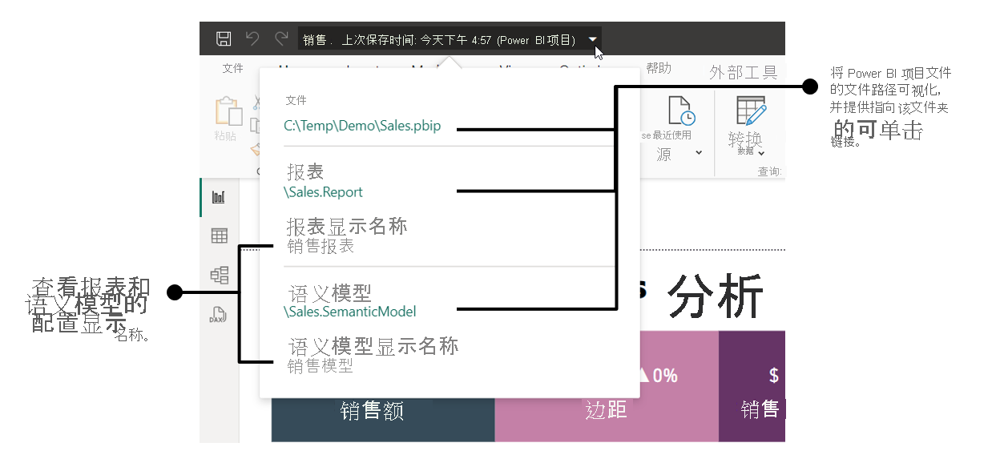 销售． 上次保存时间: 今天下午 4:57 (Power BI 项目)
文件
帮助
外部工具
粘贴
se 最近使用
源
转换
数据
查询:
文件
C:\Temp\Demo\Sales.pbip
报表
\Sales.Report
报表显示名称
销售报表
语义模型
\Sales.SemanticModel
语义模型显示名称
销售模型
将 Power BI 项目文件
的文件路径可视化，
并提供指向该文件夹
的可单击
链接。
查看报表和
语义模型的
配置显示
名称。
DAX
s 分析
0%
$
销售额
边距
销售